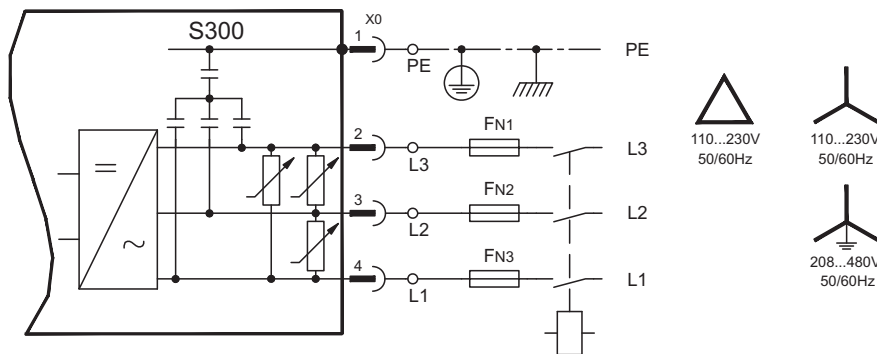 S300
X0
1
PE
PE
110...230V
50/60Hz
110...230V
50/60Hz
2
L3
FN1
L3
3
L2
FN2
L2
208...480V
50/60Hz
4
L1
FN3
L1